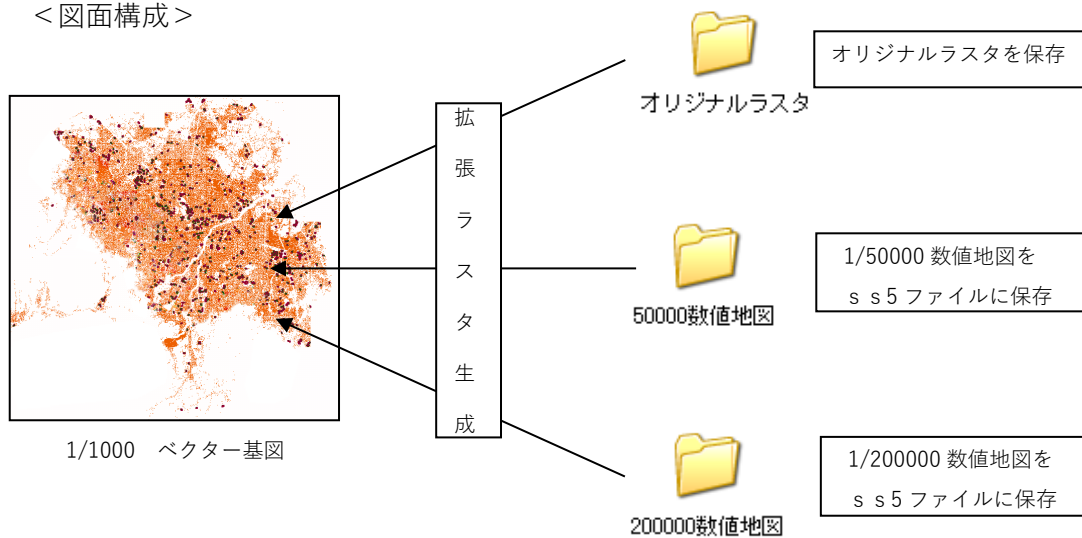 ＜図面構成＞
オリジナルラスタ
オリジナルラスタを保存
拡張ラスタ生成
50000数値地図
1/50000 数値地図を
ｓｓ5 ファイルに保存
1/1000　ベクター基図
200000数値地図
1/200000 数値地図を
ｓｓ5 ファイルに保存